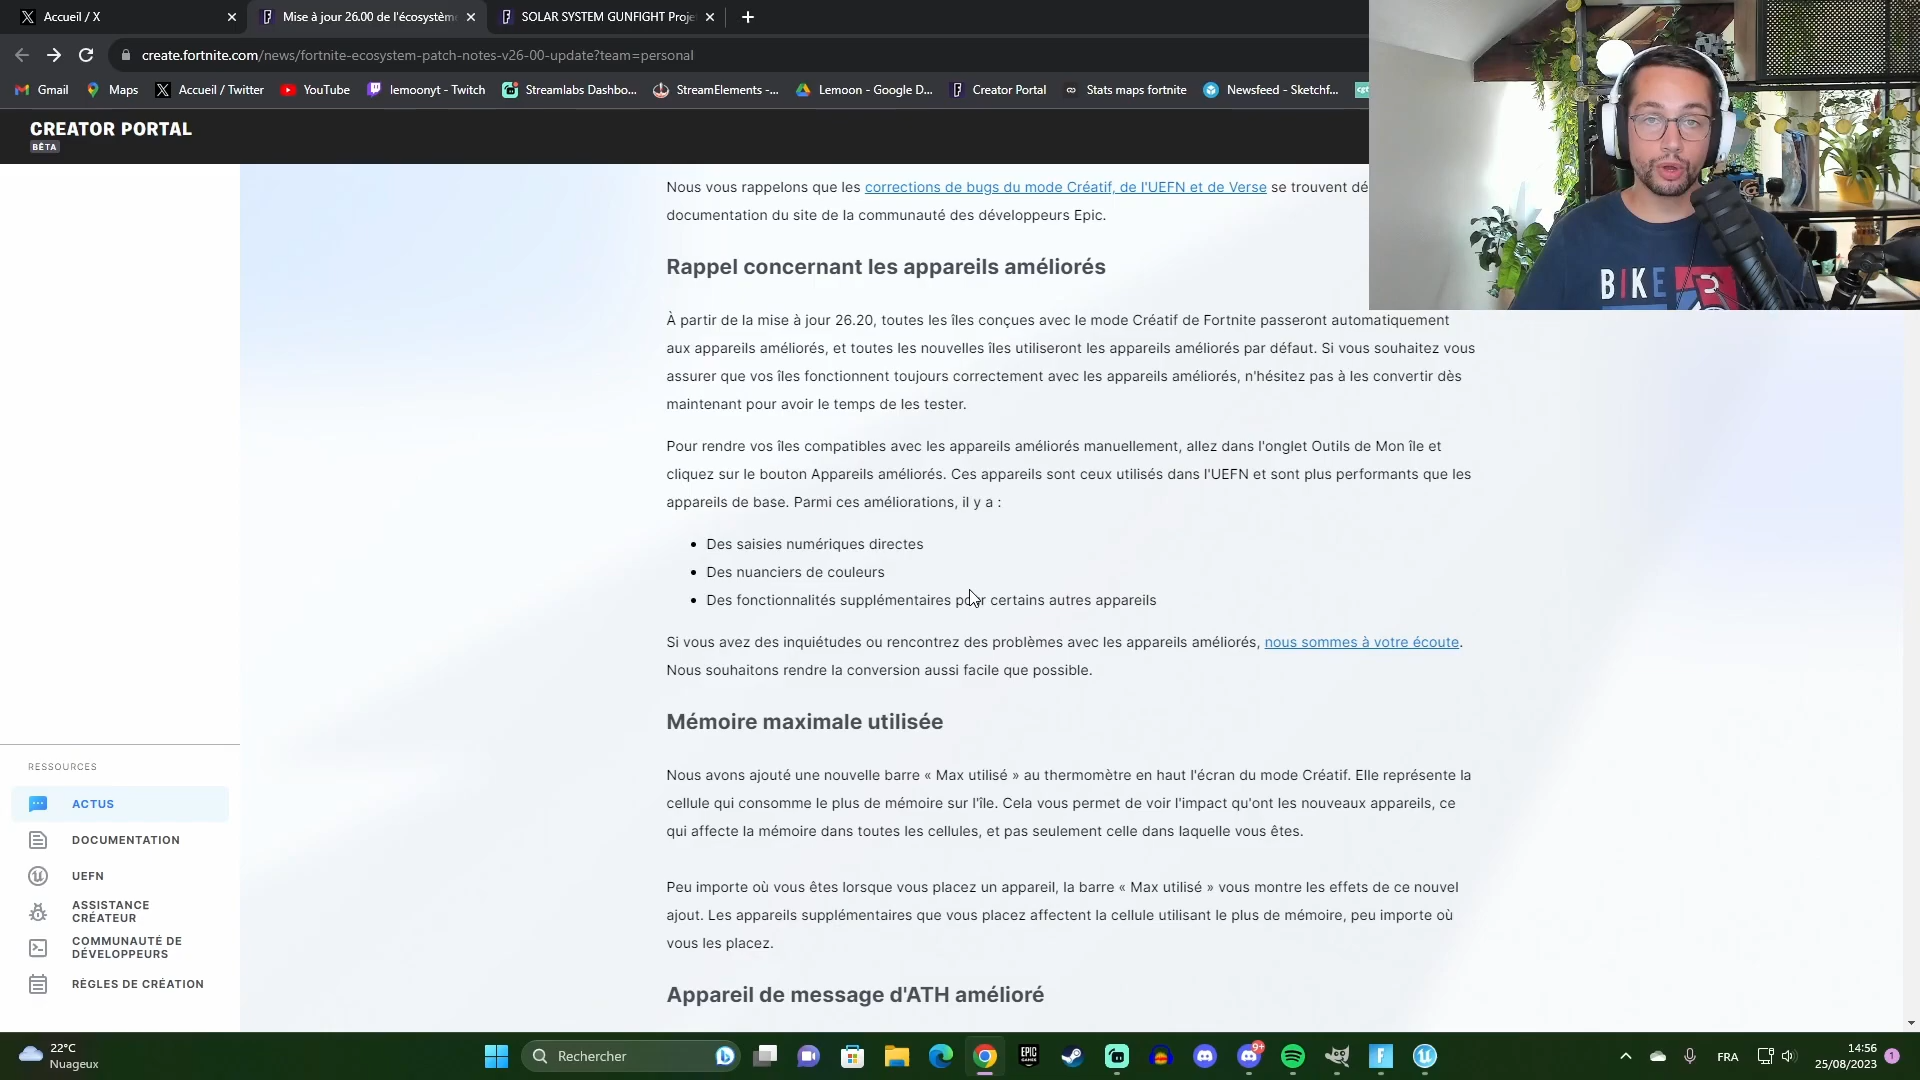 Accueil / X
Mise à jour 26.00 de l'écosystèm
SOLAR SYSTEM GUNFIGHT Proje
create.fortnite.com/news/fortnite-ecosystem-patch-notes-v26-00-update?team=personal
Gmail
Maps
Accueil / Twitter
YouTube
lemoonyt - Twitch
Streamlabs Dashbo...
StreamElements -...
Lemoon - Google D...
Creator Portal
Stats maps fortnite
Newsfeed - Sketchf...
CREATOR PORTAL
BÊTA
Nous vous rappelons que les corrections de bugs du mode Créatif, de l'UEFN et de Verse se trouvent dé
documentation du site de la communauté des développeurs Epic.
Rappel concernant les appareils améliorés
À partir de la mise à jour 26.20, toutes les îles conçues avec le mode Créatif de Fortnite passeront automatiquement
aux appareils améliorés, et toutes les nouvelles îles utiliseront les appareils améliorés par défaut. Si vous souhaitez vous
assurer que vos îles fonctionnent toujours correctement avec les appareils améliorés, n'hésitez pas à les convertir dès
maintenant pour avoir le temps de les tester.
Pour rendre vos îles compatibles avec les appareils améliorés manuellement, allez dans l'onglet Outils de Mon île et
cliquez sur le bouton Appareils améliorés. Ces appareils sont ceux utilisés dans l'UEFN et sont plus performants que les
appareils de base. Parmi ces améliorations, il y a :
• Des saisies numériques directes
• Des nuanciers de couleurs
• Des fonctionnalités supplémentaires pour certains autres appareils
Si vous avez des inquiétudes ou rencontrez des problèmes avec les appareils améliorés, nous sommes à votre écoute.
Nous souhaitons rendre la conversion aussi facile que possible.
Mémoire maximale utilisée
Nous avons ajouté une nouvelle barre « Max utilisé » au thermomètre en haut l'écran du mode Créatif. Elle représente la
cellule qui consomme le plus de mémoire sur l'île. Cela vous permet de voir l'impact qu'ont les nouveaux appareils, ce
qui affecte la mémoire dans toutes les cellules, et pas seulement celle dans laquelle vous êtes.
Peu importe où vous êtes lorsque vous placez un appareil, la barre « Max utilisé » vous montre les effets de ce nouvel
ajout. Les appareils supplémentaires que vous placez affectent la cellule utilisant le plus de mémoire, peu importe où
vous les placez.
Appareil de message d'ATH amélioré
RESSOURCES
ACTUS
DOCUMENTATION
UEFN
ASSISTANCE
CRÉATEUR
COMMUNAUTÉ DE
DÉVELOPPEURS
RÈGLES DE CRÉATION
BIKE
22°C
Nuageux
Rechercher
EPIC
GAMES
9+
FRA
14:56
25/08/2023
1